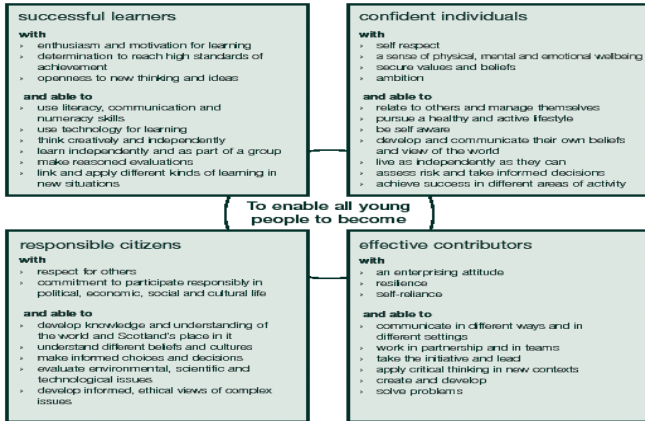 successful learners
with
› enthusiasm and motivation for learning
› determination to reach high standards of
achievement
› openness to new thinking and ideas
and able to
› use literacy, communication and
numeracy skills
› use technology for learning
› think creatively and independently
› learn independently and as part of a group
› make reasoned evaluations
› link and apply different kinds of learning in
new situations
confident individuals
with
› self respect
› a sense of physical, mental and emotional wellbeing
› secure values and beliefs
› ambition
and able to
› relate to others and manage themselves
› pursue a healthy and active lifestyle
› be self aware
› develop and communicate their own beliefs
and view of the world
› live as independently as they can
› assess risk and take informed decisions
› achieve success in different areas of activity
To enable all young
people to become
responsible citizens
with
› respect for others
› commitment to participate responsibly in
political, economic, social and cultural life
and able to
› develop knowledge and understanding of
the world and Scotland's place in it
› understand different beliefs and cultures
› make informed choices and decisions
› evaluate environmental, scientific and
technological issues
› develop informed, ethical views of complex
issues
effective contributors
with
› an enterprising attitude
› resilience
› self-reliance
and able to
› communicate in different ways and in
different settings
› work in partnership and in teams
› take the initiative and lead
› apply critical thinking in new contexts
› create and develop
› solve problems